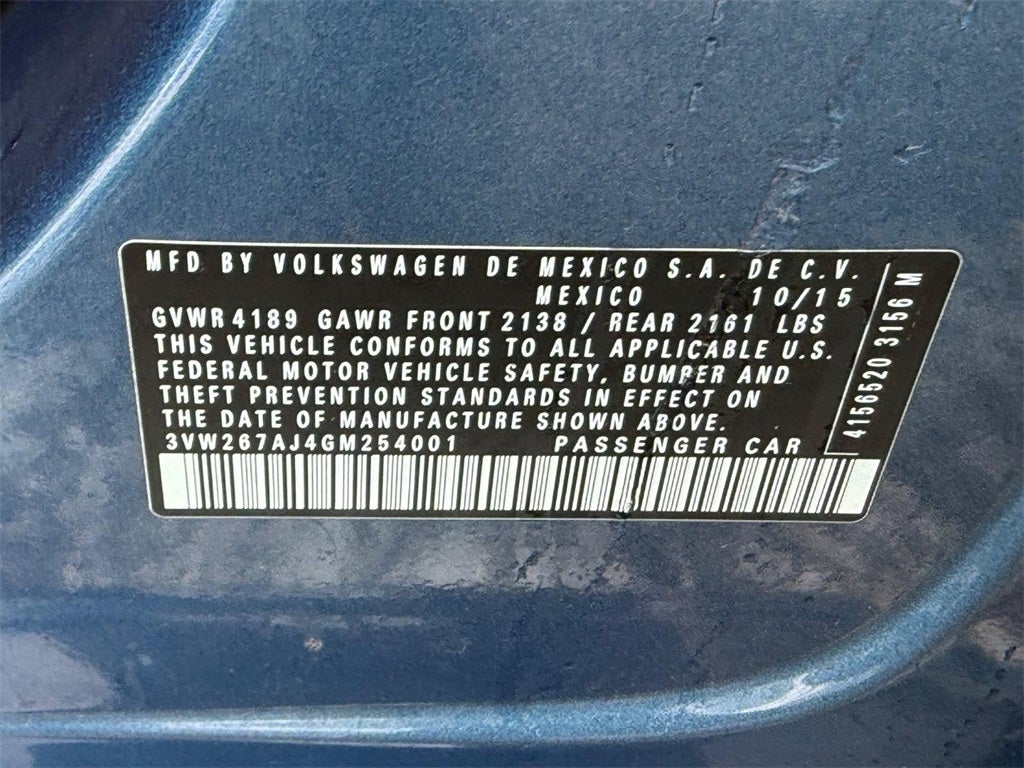 MFD BY VOLKSWAGEN DE MEXICO S.A. DE C.V.
MEXICO 10/15
GVWR 4189 GAWR FRONT 2138 / REAR 2161 LBS
THIS VEHICLE CONFORMS TO ALL APPLICABLE U.S.
FEDERAL MOTOR VEHICLE SAFETY, BUMPER AND
THEFT PREVENTION STANDARDS IN EFFECT ON
THE DATE OF MANUFACTURE SHOWN ABOVE.
3VW267AJ4GM254001 PASSENGER CAR
4156520 3156 M